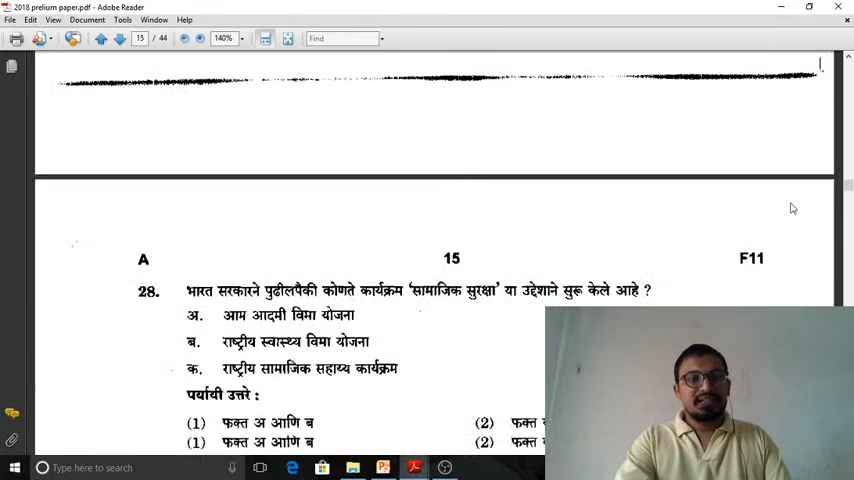 2018 prelium paper.pdf - Adobe Reader
File Edit View Document Tools Window Help
15 / 44 140% Find
A 15 F11
28. भारत सरकारने पुढीलपैकी कोणते कार्यक्रम 'सामाजिक सुरक्षा' या उद्देशाने सुरू केले आहे ?
अ. आम आदमी विमा योजना
ब. राष्ट्रीय स्वास्थ्य विमा योजना
क. राष्ट्रीय सामाजिक सहाय्य कार्यक्रम
पर्यायी उत्तरे :
(1) फक्त अ आणि ब (2) फक्त
(1) फक्त अ आणि ब (2) फक्त
Type here to search